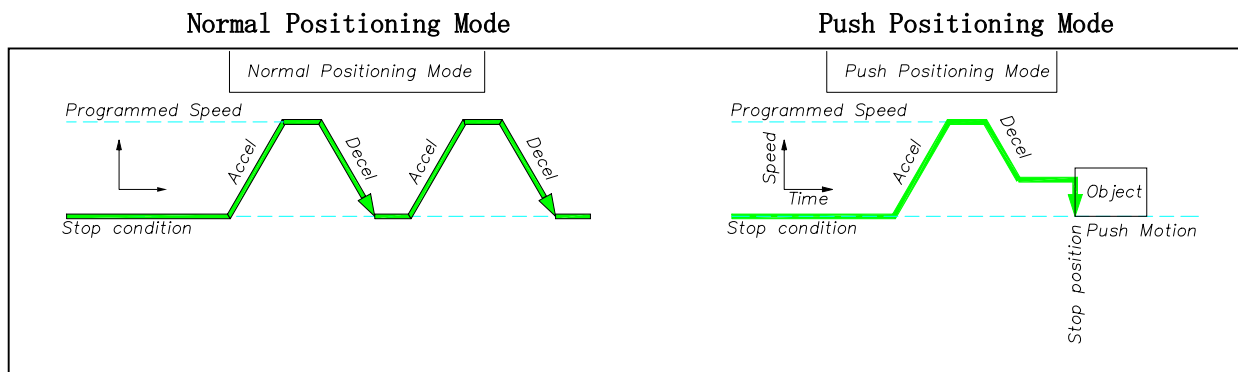 Normal Positioning Mode
Normal Positioning Mode
Programmed Speed
Accel
Decel
Accel
Decel
Stop condition
Push Positioning Mode
Push Positioning Mode
Programmed Speed
Speed
Time
Accel
Decel
Object
Stop condition
Push Motion
Stop position